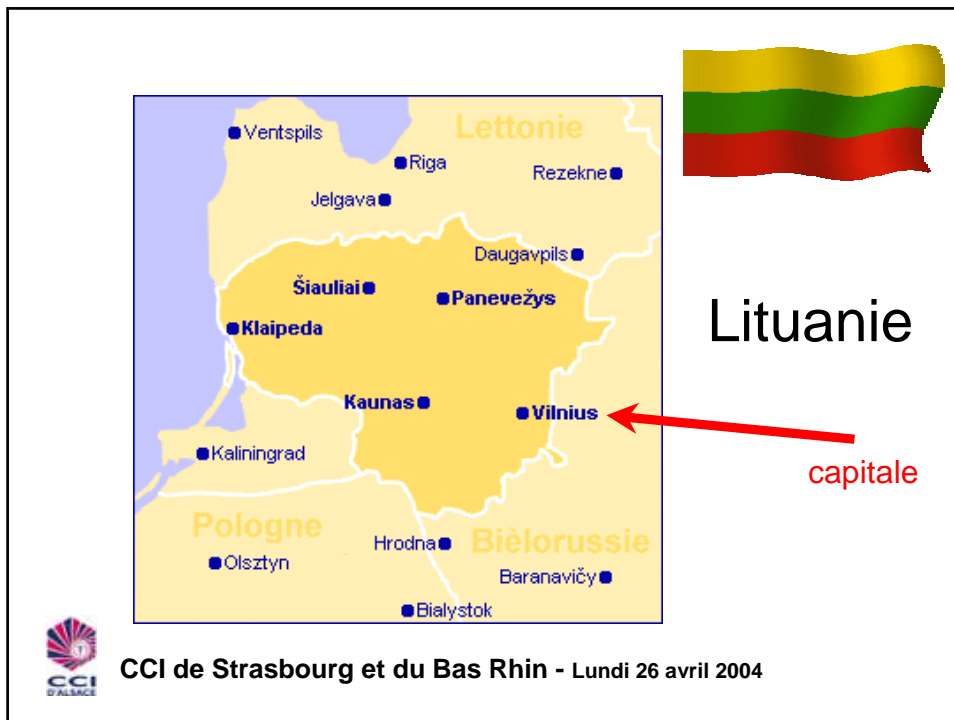 Lettonie
Ventspils
Riga
Rezekne
Jelgava
Daugavpils
Šiauliai
Panevežys
Klaipeda
Lituanie
Kaunas
Vilnius
Kaliningrad
capitale
Pologne
Hrodna
Bièlorussie
Olsztyn
Baranavičy
Bialystok
CCI de Strasbourg et du Bas Rhin - Lundi 26 avril 2004
CCI
D'ALSACE